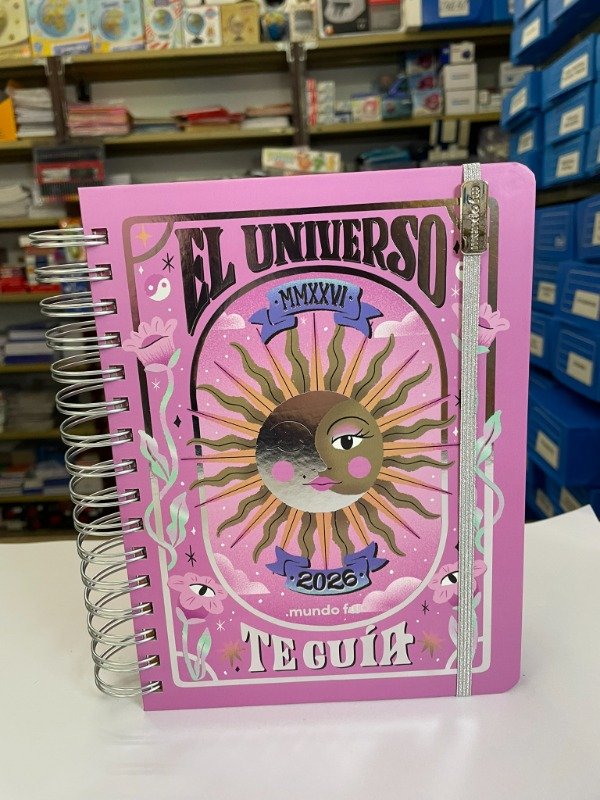 EL UNIVERSO
MMXXVI
2026
mundo
TE GUÍA